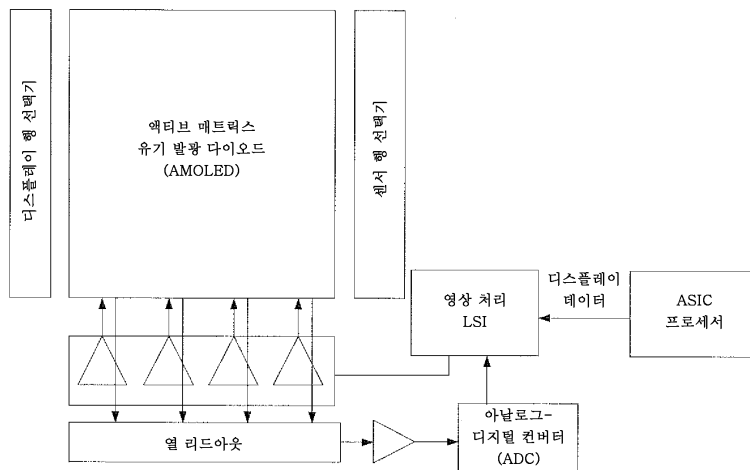 디스플레이 행 선택기
액티브 매트릭스
유기 발광 다이오드
(AMOLED)
센서 행 선택기
영상 처리
LSI
디스플레이
데이터
ASIC
프로세서
열 리드아웃
아날로그-
디지털 컨버터
(ADC)